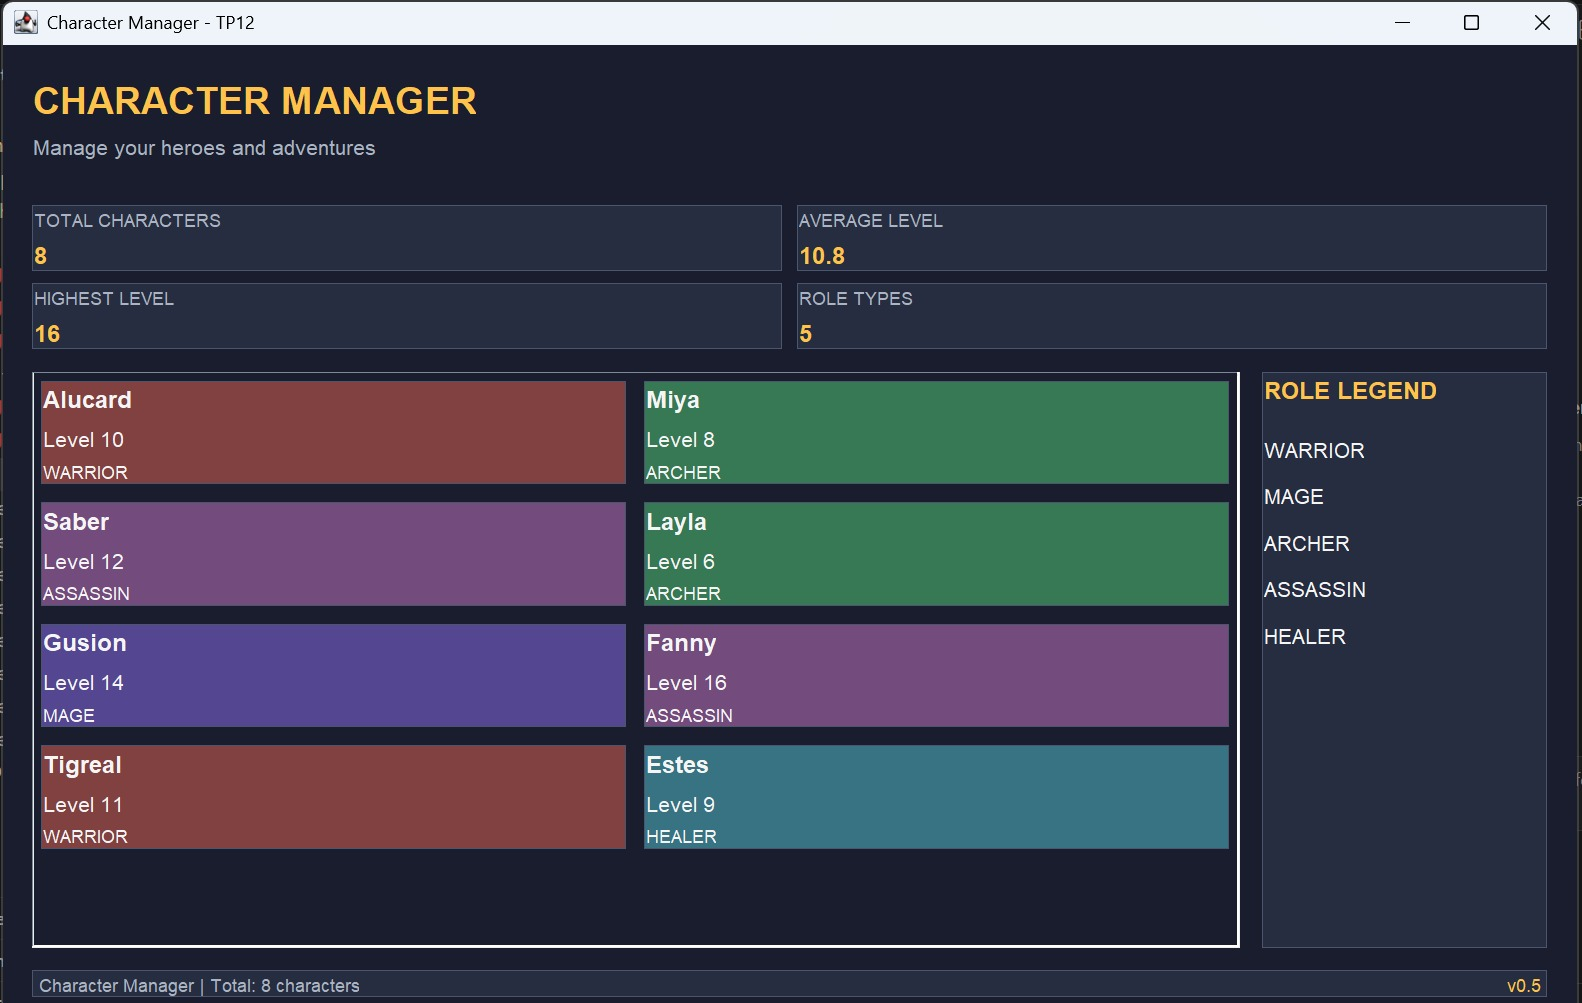 Character Manager - TP12
CHARACTER MANAGER
Manage your heroes and adventures
TOTAL CHARACTERS
8
AVERAGE LEVEL
10.8
HIGHEST LEVEL
16
ROLE TYPES
5
Alucard
Level 10
WARRIOR
Miya
Level 8
ARCHER
Saber
Level 12
ASSASSIN
Layla
Level 6
ARCHER
Gusion
Level 14
MAGE
Fanny
Level 16
ASSASSIN
Tigreal
Level 11
WARRIOR
Estes
Level 9
HEALER
ROLE LEGEND
WARRIOR
MAGE
ARCHER
ASSASSIN
HEALER
Character Manager | Total: 8 characters
v0.5